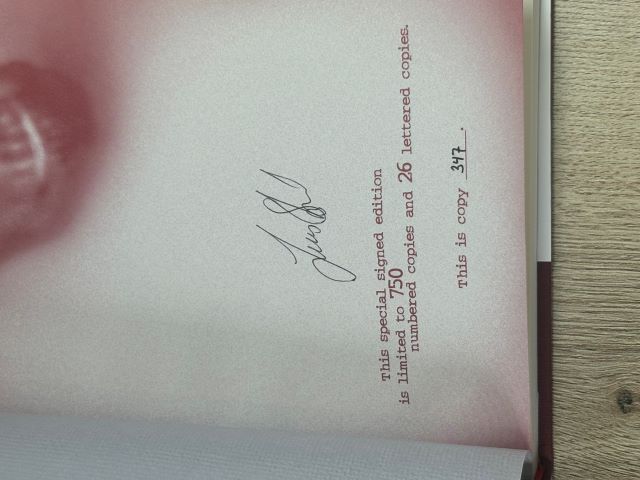 This special signed edition
is limited to 750
numbered copies and 26 lettered copies.
This is copy 347.